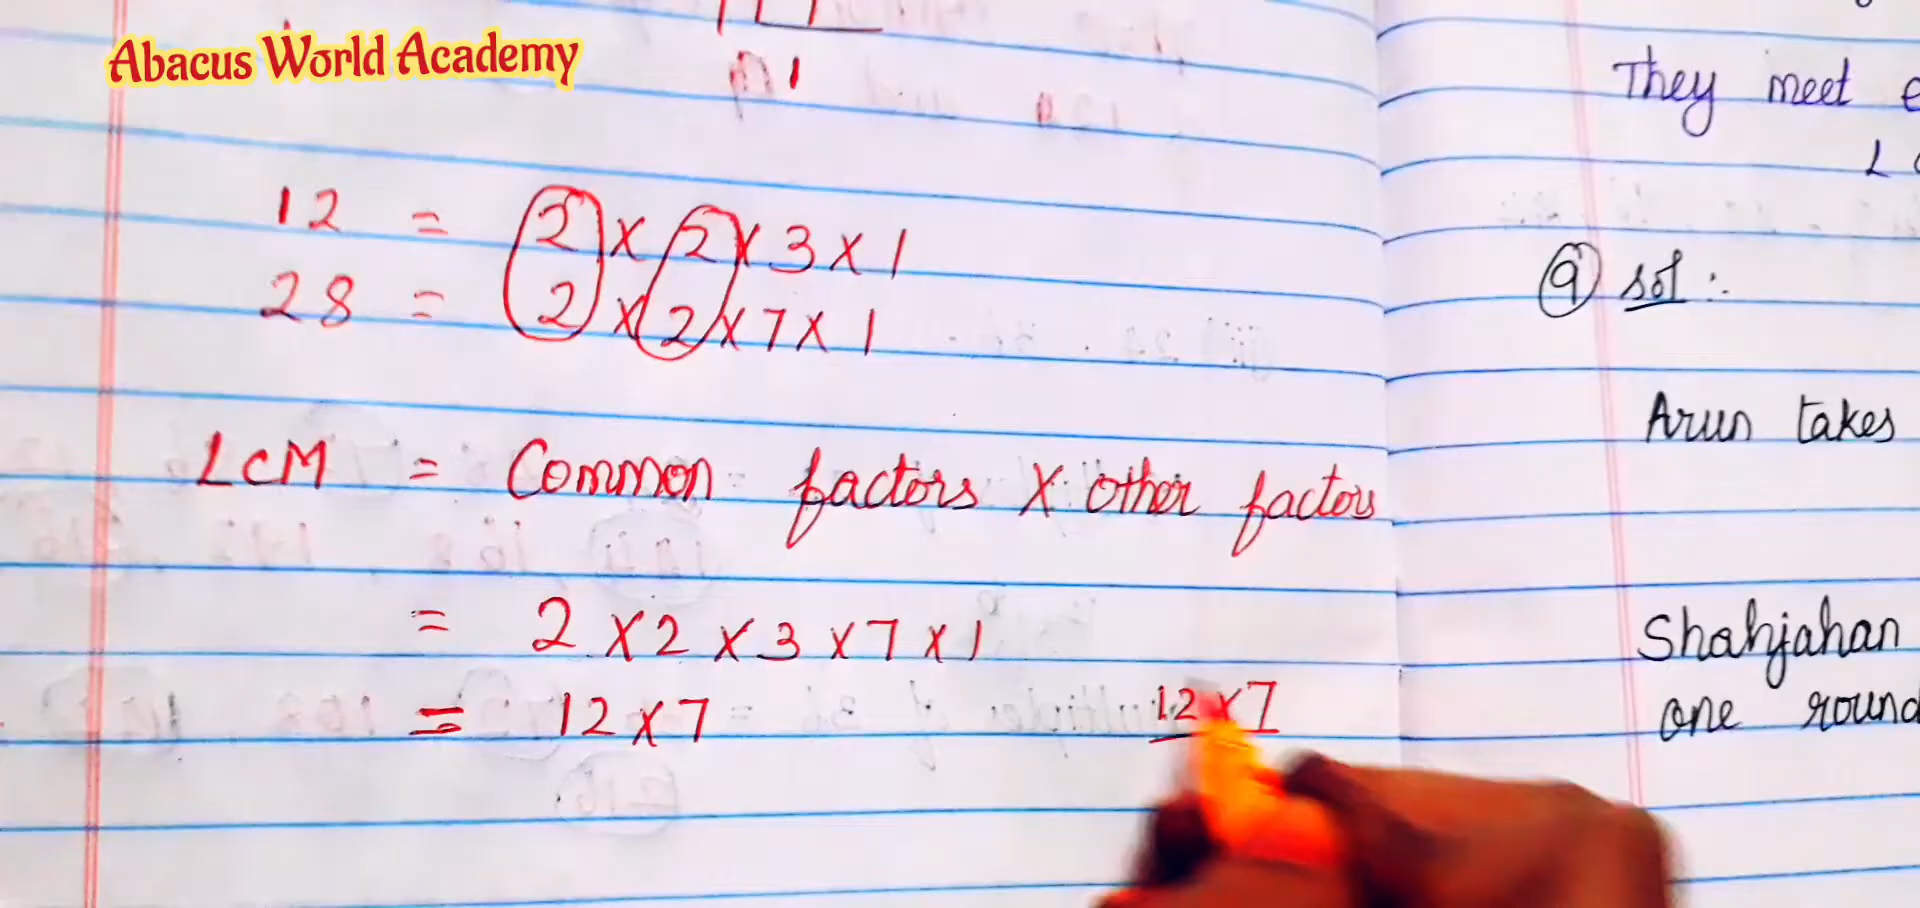 Abacus World Academy
12 = 2 x 2 x 3 x 1
28 = 2 x 2 x 7 x 1
LCM = Common factors X other factors
= 2 x 2 x 3 x 7 x 1
= 12 x 7
12 x 7
They meet
9 sol :-
Arun takes
Shahjahan
one round